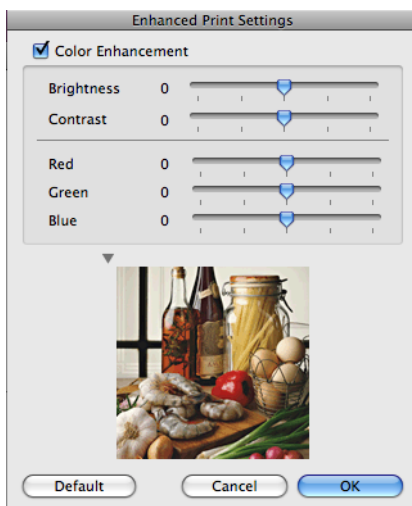 Enhanced Print Settings
Color Enhancement
Brightness 0
Contrast 0
Red 0
Green 0
Blue 0
Default Cancel OK